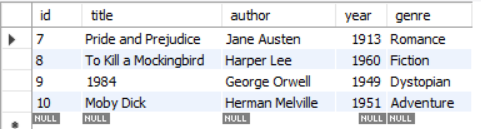 id title author year genre
7 Pride and Prejudice Jane Austen 1913 Romance
8 To Kill a Mockingbird Harper Lee 1960 Fiction
9 1984 George Orwell 1949 Dystopian
10 Moby Dick Herman Melville 1951 Adventure
NULL NULL NULL NULL NULL